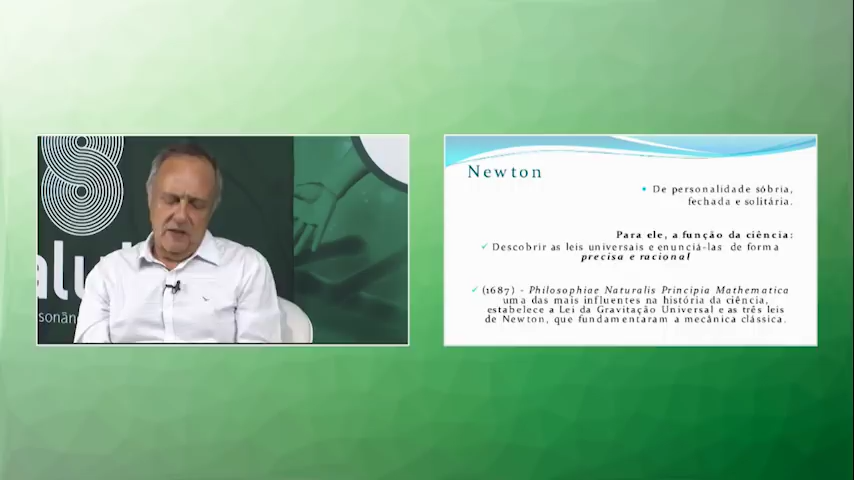 Newton
• De personalidade sóbria,
fechada e solitária.
Para ele, a função da ciência:
✓ Descobrir as leis universais e enunciá-las de forma
precisa e racional
✓ (1687) - Philosophiae Naturalis Principia Mathematica
uma das mais influentes na história da ciência,
estabelece a Lei da Gravitação Universal e as três leis
de Newton, que fundamentaram a mecânica clássica.